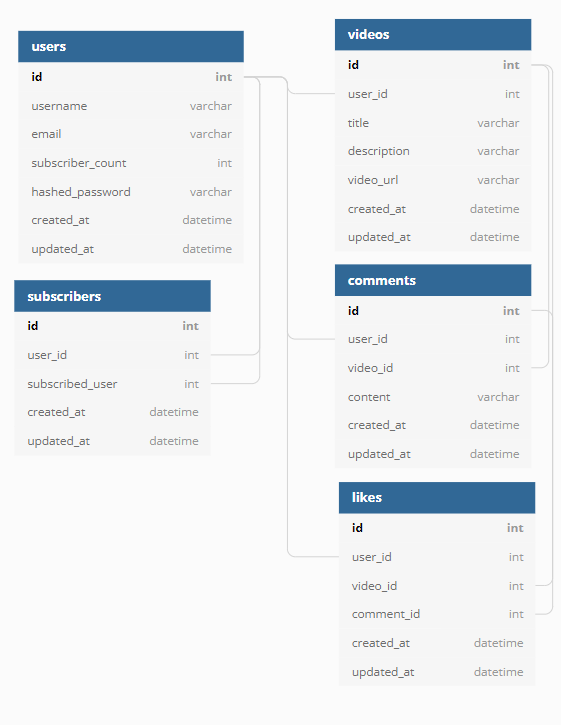 users
id int
username varchar
email varchar
subscriber_count int
hashed_password varchar
created_at datetime
updated_at datetime
subscribers
id int
user_id int
subscribed_user int
created_at datetime
updated_at datetime
videos
id int
user_id int
title varchar
description varchar
video_url varchar
created_at datetime
updated_at datetime
comments
id int
user_id int
video_id int
content varchar
created_at datetime
updated_at datetime
likes
id int
user_id int
video_id int
comment_id int
created_at datetime
updated_at datetime